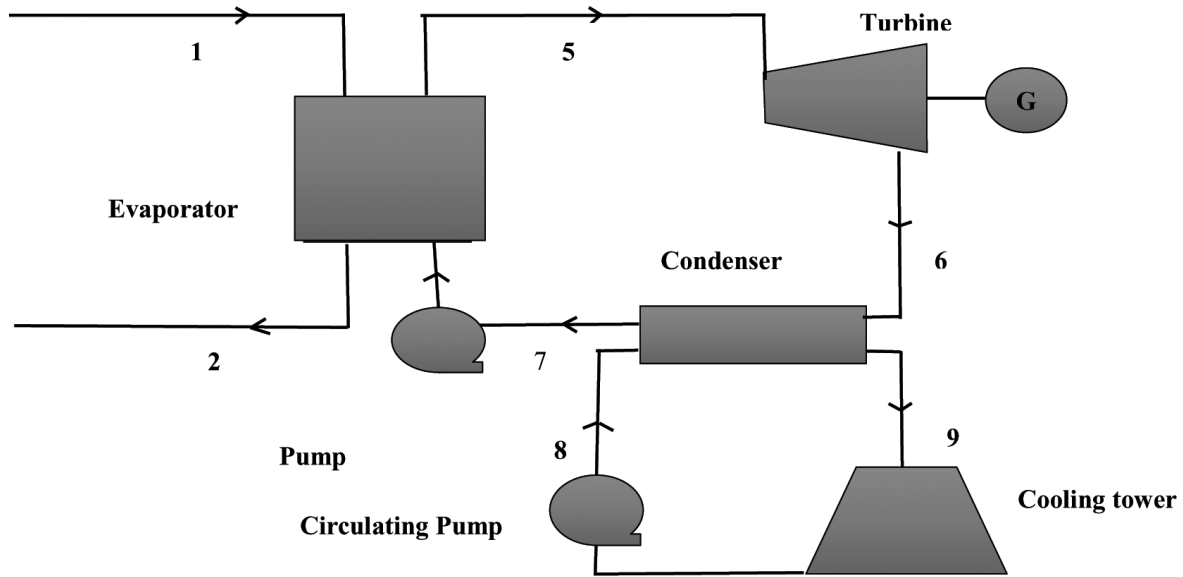 Turbine
1
5
G
Evaporator
Condenser
6
2
7
8
9
Pump
Cooling tower
Circulating Pump